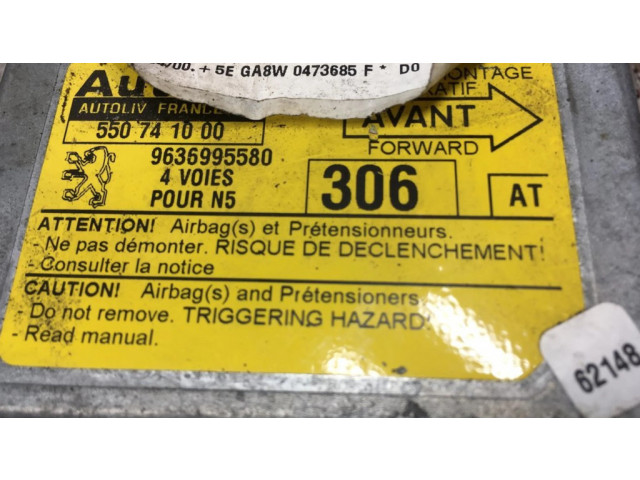 700.+ 5E GA8W 0473685 F * D0
AUTOLIV FRANCE
550 74 10 00
AVANT
FORWARD
9636995580
4 VOIES
POUR N5
306
AT
ATTENTION! Airbag(s) et Prétensionneurs.
- Ne pas démonter. RISQUE DE DECLENCHEMENT!
- Consulter la notice
CAUTION! Airbag(s) and Prétensioners
- Do not remove. TRIGGERING HAZARD!
- Read manual.
62148